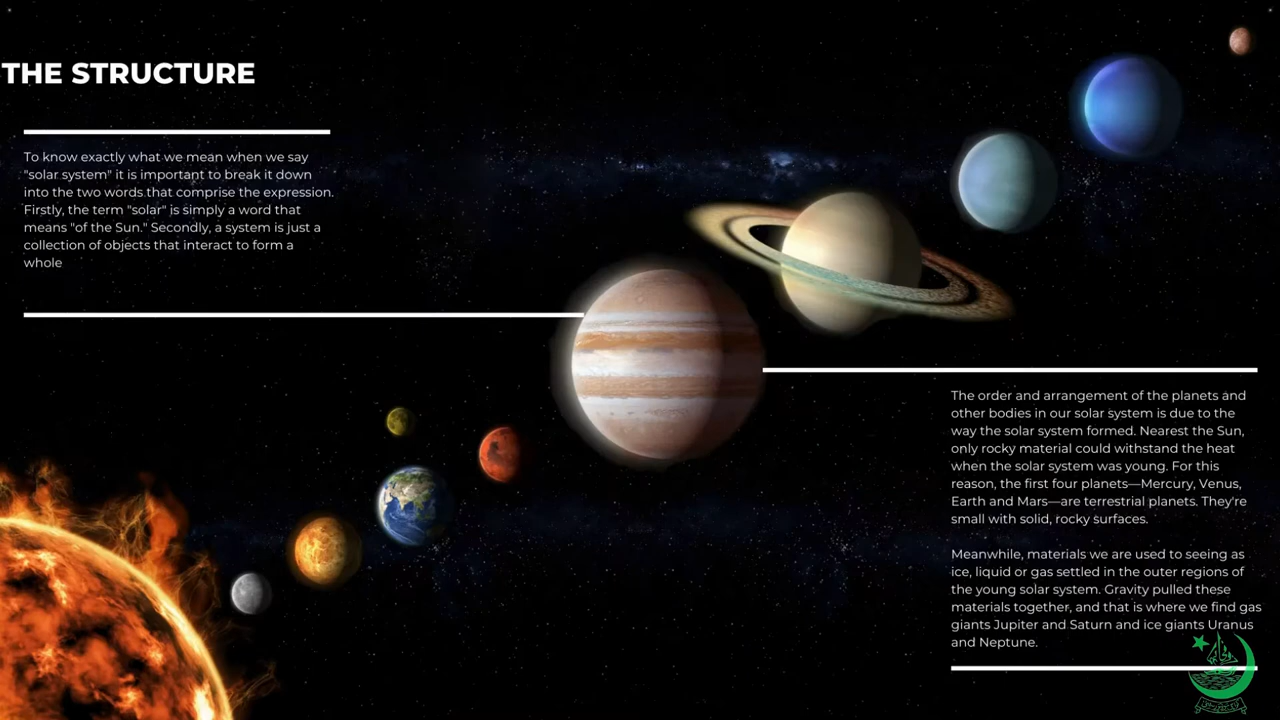 THE STRUCTURE
To know exactly what we mean when we say
"solar system" it is important to break it down
into the two words that comprise the expression.
Firstly, the term "solar" is simply a word that
means "of the Sun." Secondly, a system is just a
collection of objects that interact to form a
whole
The order and arrangement of the planets and
other bodies in our solar system is due to the
way the solar system formed. Nearest the Sun,
only rocky material could withstand the heat
when the solar system was young. For this
reason, the first four planets—Mercury, Venus,
Earth and Mars—are terrestrial planets. They're
small with solid, rocky surfaces.
Meanwhile, materials we are used to seeing as
ice, liquid or gas settled in the outer regions of
the young solar system. Gravity pulled these
materials together, and that is where we find gas
giants Jupiter and Saturn and ice giants Uranus
and Neptune.